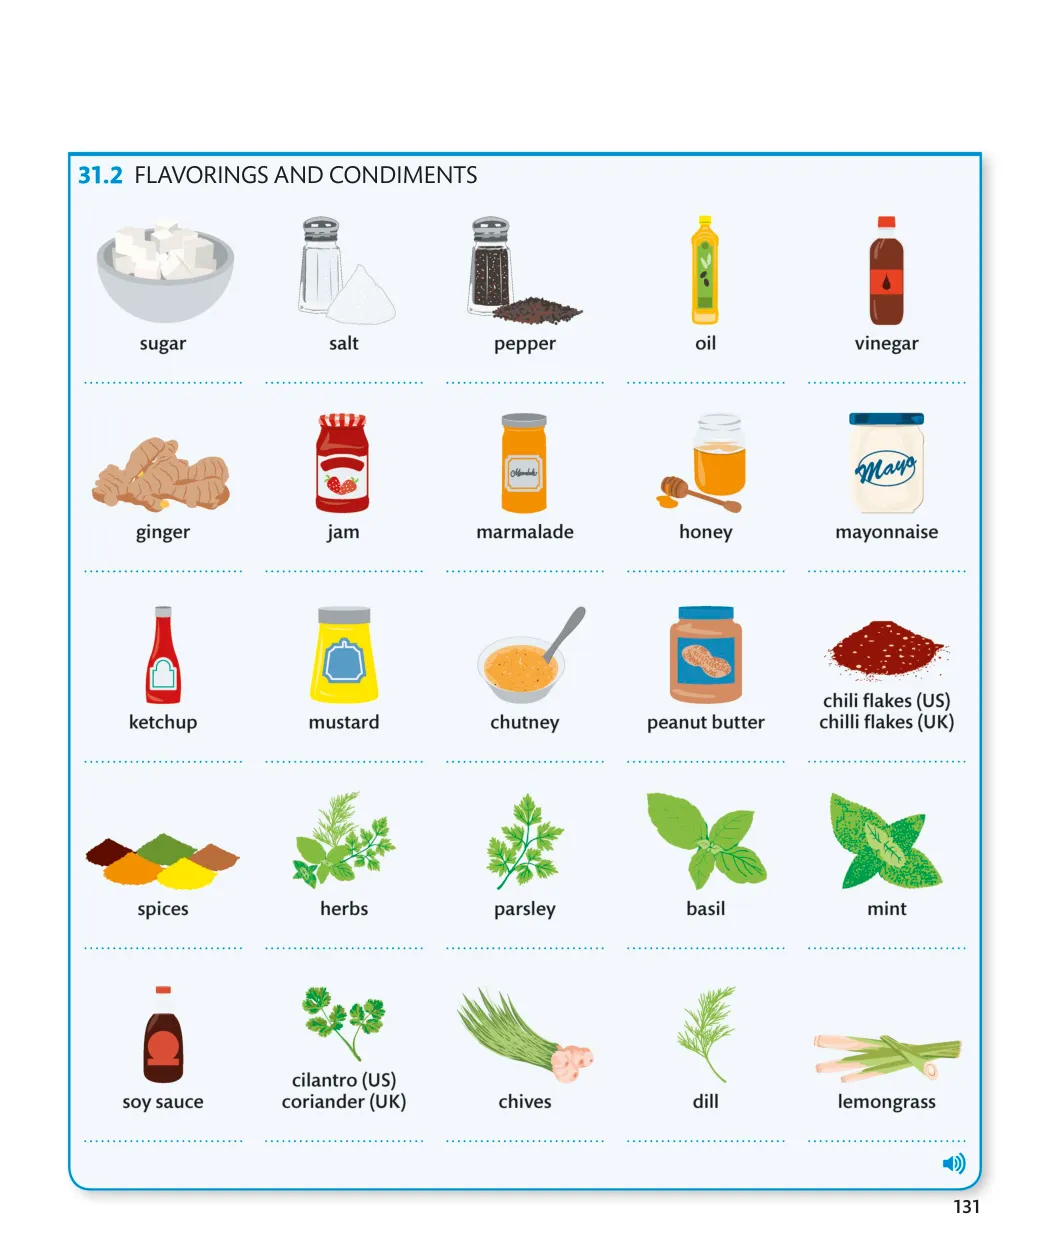 31.2 FLAVORINGS AND CONDIMENTS
sugar
salt
pepper
oil
vinegar
ginger
jam
Marmalade
marmalade
honey
Mayo
mayonnaise
ketchup
mustard
chutney
peanut butter
chili flakes (US)
chilli flakes (UK)
spices
herbs
parsley
basil
mint
soy sauce
cilantro (US)
coriander (UK)
chives
dill
lemongrass
131